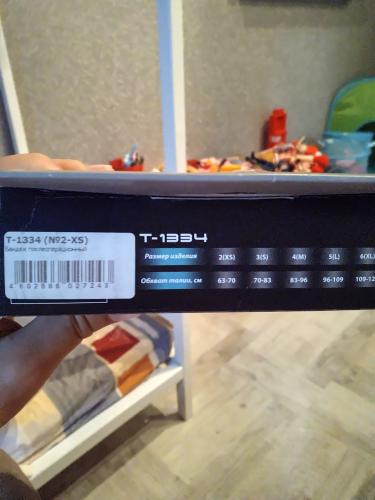 T-1334 (№2-XS)
Бандаж послеоперационный
4 602586 027243
T-1334
Размер изделия 2(XS) 3(S) 4(M) 5(L) 6(XL)
Обхват талии, см 63-70 70-83 83-96 96-109 109-12